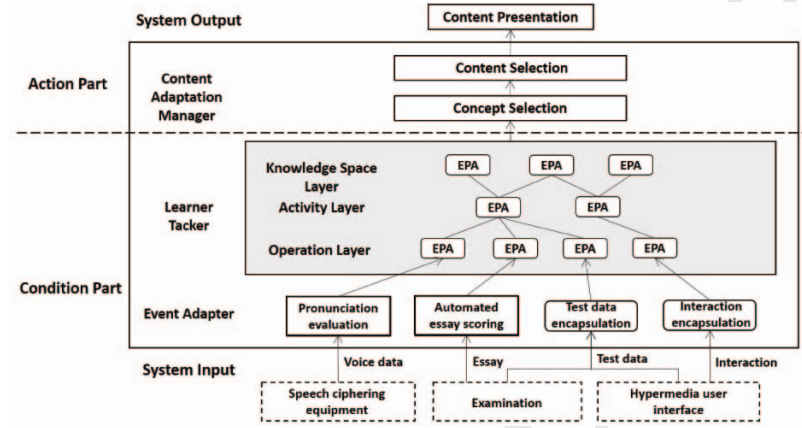 System Output
Content Presentation
Action Part
Content
Adaptation
Manager
Content Selection
Concept Selection
Knowledge Space
Layer
EPA
EPA
EPA
Learner
Tacker
Activity Layer
EPA
EPA
Operation Layer
EPA
EPA
EPA
EPA
Condition Part
Event Adapter
Pronunciation
evaluation
Automated
essay scoring
Test data
encapsulation
Interaction
encapsulation
System Input
Voice data
Essay
Test data
Interaction
Speech ciphering
equipment
Examination
Hypermedia user
interface